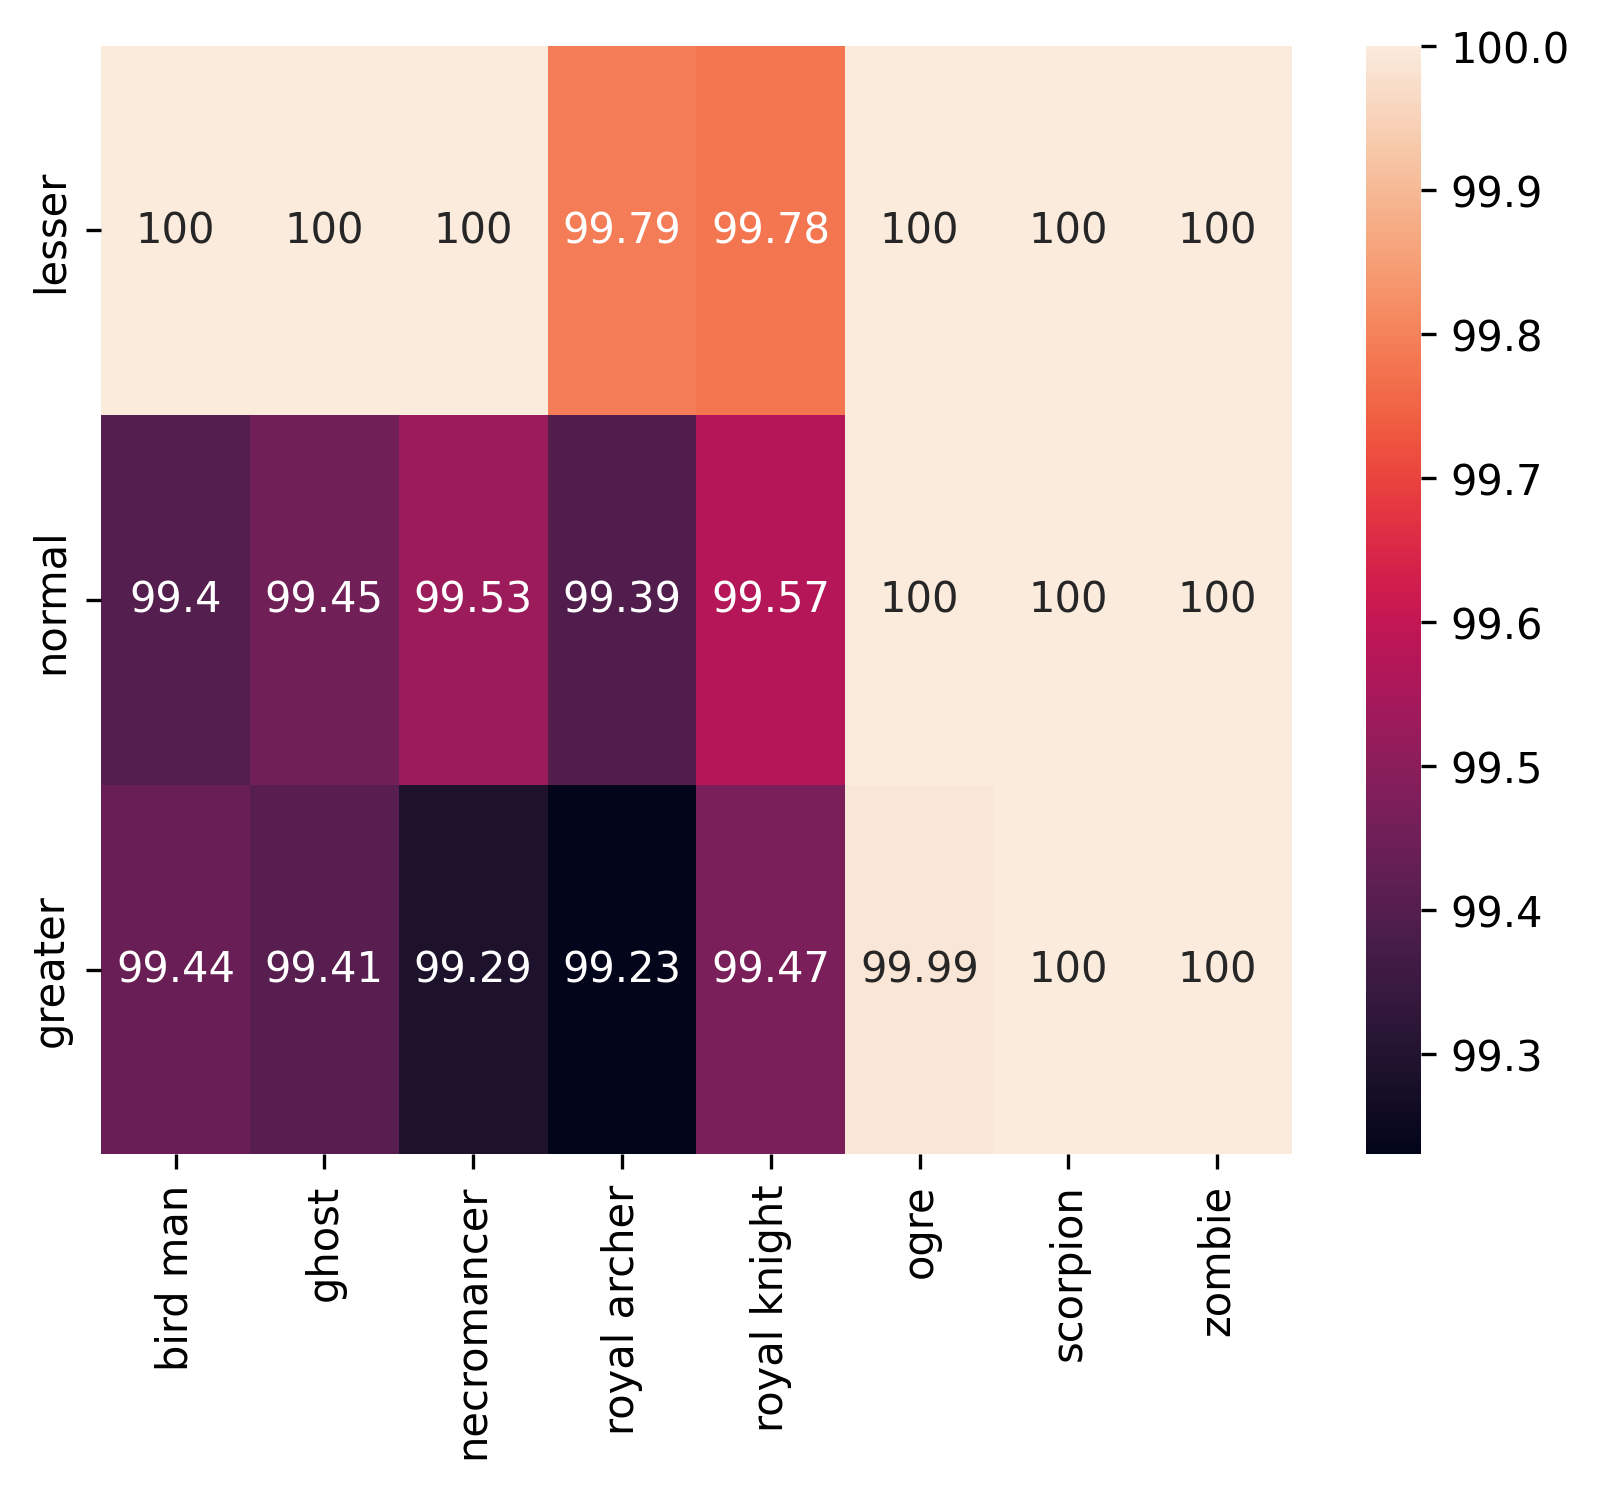 100.0
99.9
99.8
99.7
99.6
99.5
99.4
99.3
lesser 100 100 100 99.79 99.78 100 100 100
normal 99.4 99.45 99.53 99.39 99.57 100 100 100
greater 99.44 99.41 99.29 99.23 99.47 99.99 100 100
bird man
ghost
necromancer
royal archer
royal knight
ogre
scorpion
zombie